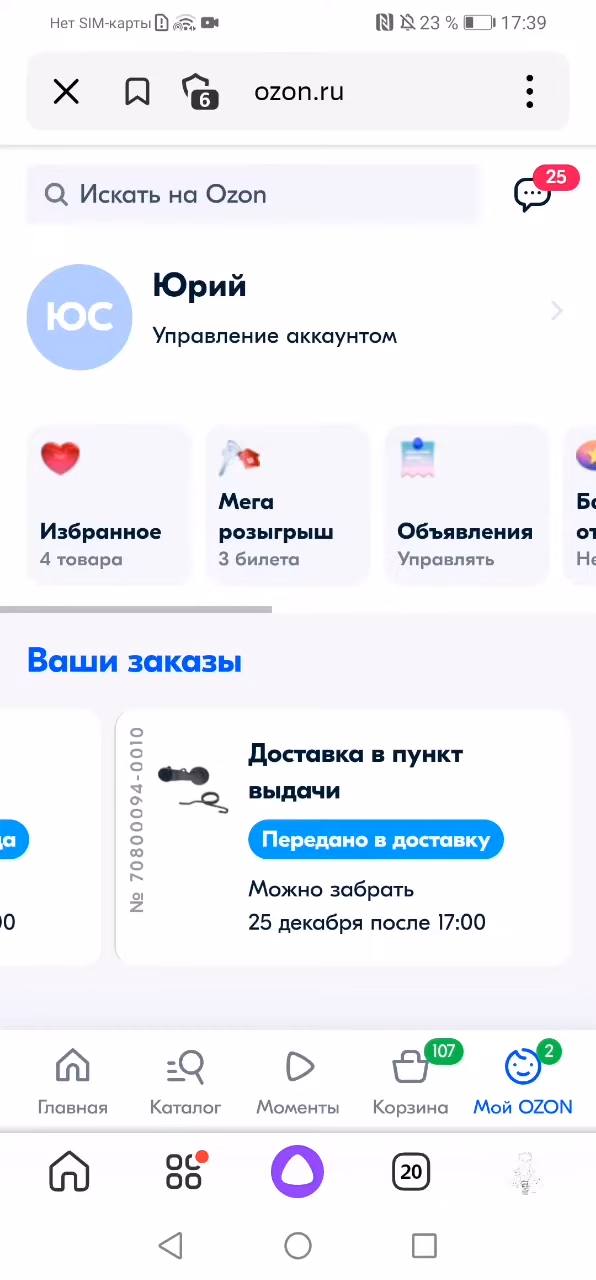 Нет SIM-карты
23 %
17:39
6
ozon.ru
Искать на Ozon
25
ЮС
Юрий
Управление аккаунтом
Избранное
4 товара
Мега
розыгрыш
3 билета
Объявления
Управлять
Ваши заказы
№ 70800094-0010
Доставка в пункт
выдачи
Передано в доставку
Можно забрать
25 декабря после 17:00
Главная
Каталог
Моменты
107
Корзина
2
Мой OZON
20